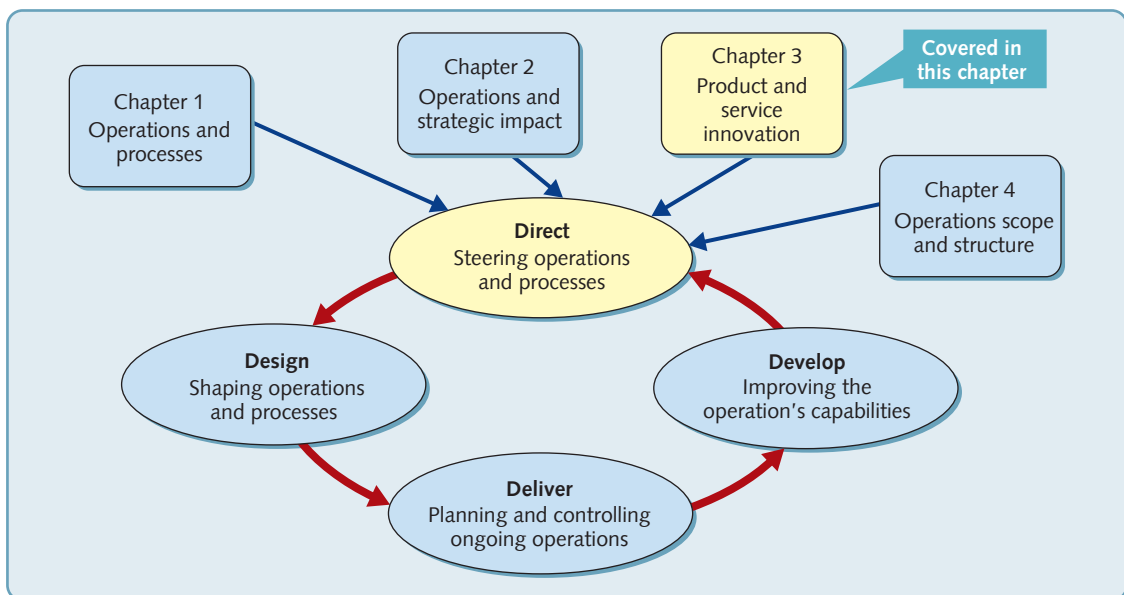 Chapter 1
Operations and
processes
Chapter 2
Operations and
strategic impact
Chapter 3
Product and
service
innovation
Covered in
this chapter
Chapter 4
Operations scope
and structure
Direct
Steering operations
and processes
Design
Shaping operations
and processes
Develop
Improving the
operation's capabilities
Deliver
Planning and controlling
ongoing operations